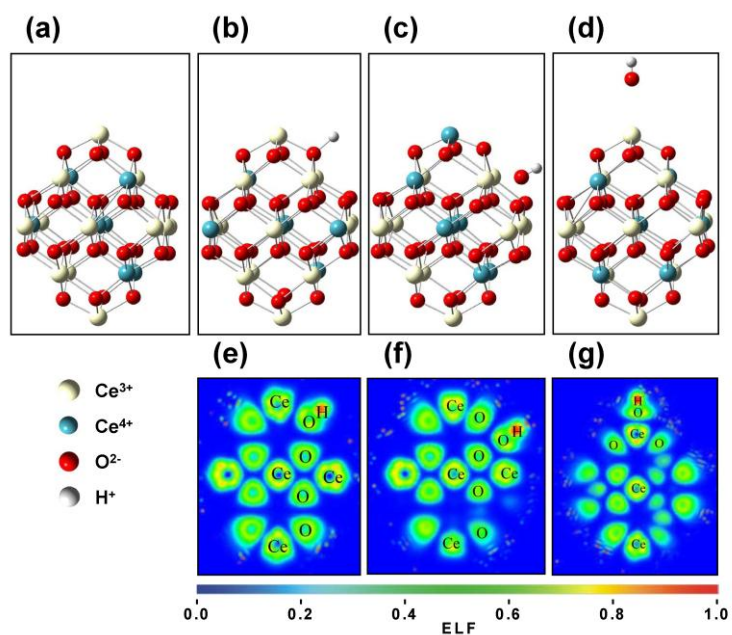 (a) (b) (c) (d)
(e) (f) (g)
Ce³⁺
Ce⁴⁺
O²⁻
H⁺
Ce H O
O
Ce Ce
O
O
Ce
Ce O
H
O
O
Ce Ce
O
O
Ce
H
O
Ce
O O
Ce
Ce
0.0 0.2 0.4 0.6 0.8 1.0
ELF